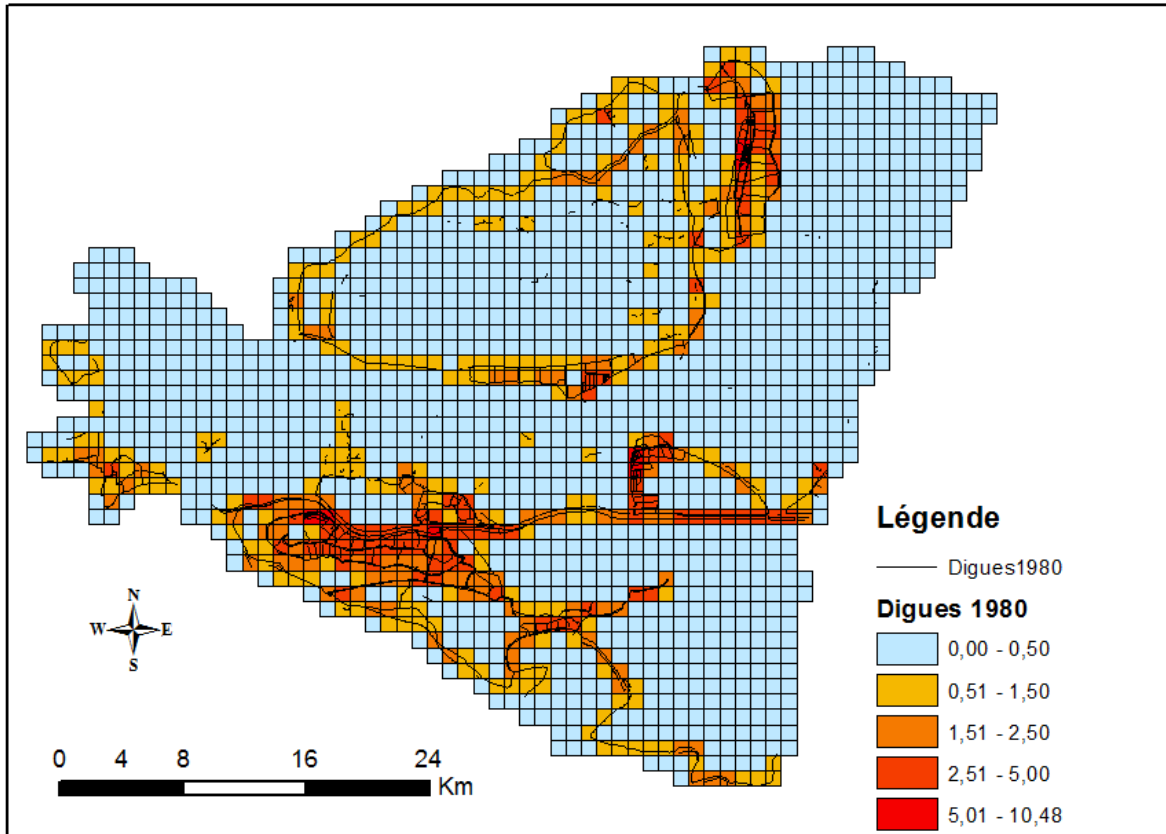 Légende
Digues1980
Digues 1980
0,00 - 0,50
0,51 - 1,50
1,51 - 2,50
2,51 - 5,00
5,01 - 10,48
N
W E
S
0 4 8 16 24
Km